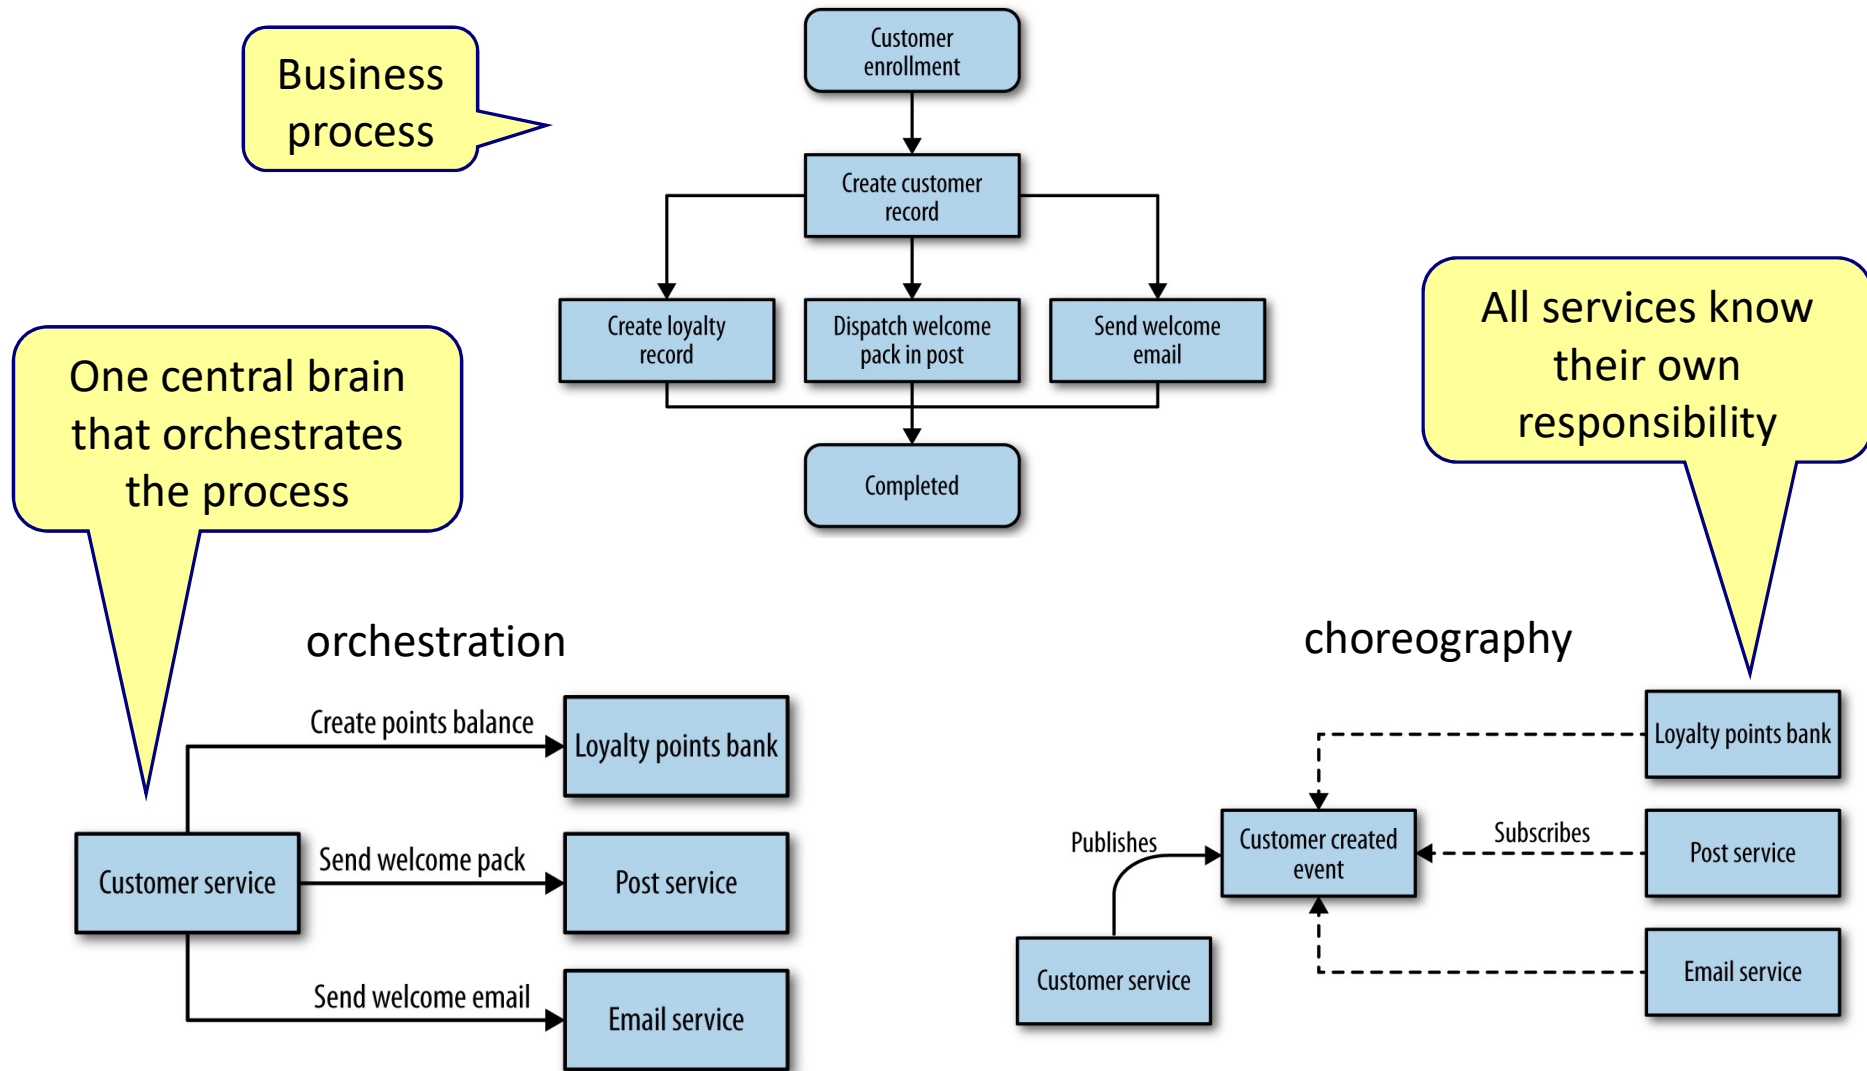 Customer
enrollment
Business
process
Create customer
record
Create loyalty
record
Dispatch welcome
pack in post
Send welcome
email
Completed
One central brain
that orchestrates
the process
All services know
their own
responsibility
orchestration
Create points balance
Loyalty points bank
Customer service
Send welcome pack
Post service
Send welcome email
Email service
choreography
Loyalty points bank
Publishes
Customer created
event
Subscribes
Post service
Customer service
Email service